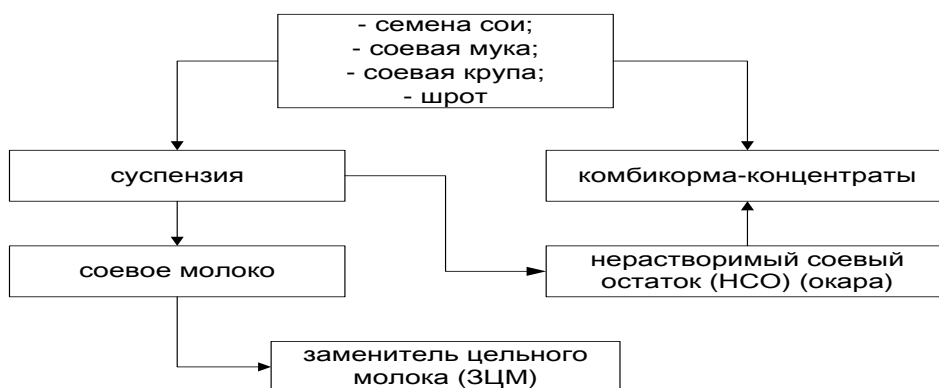 - семена сои;
- соевая мука;
- соевая крупа;
- шрот
суспензия
комбикорма-концентраты
соевое молоко
нерастворимый соевый
остаток (НСО) (окара)
заменитель цельного
молока (ЗЦМ)